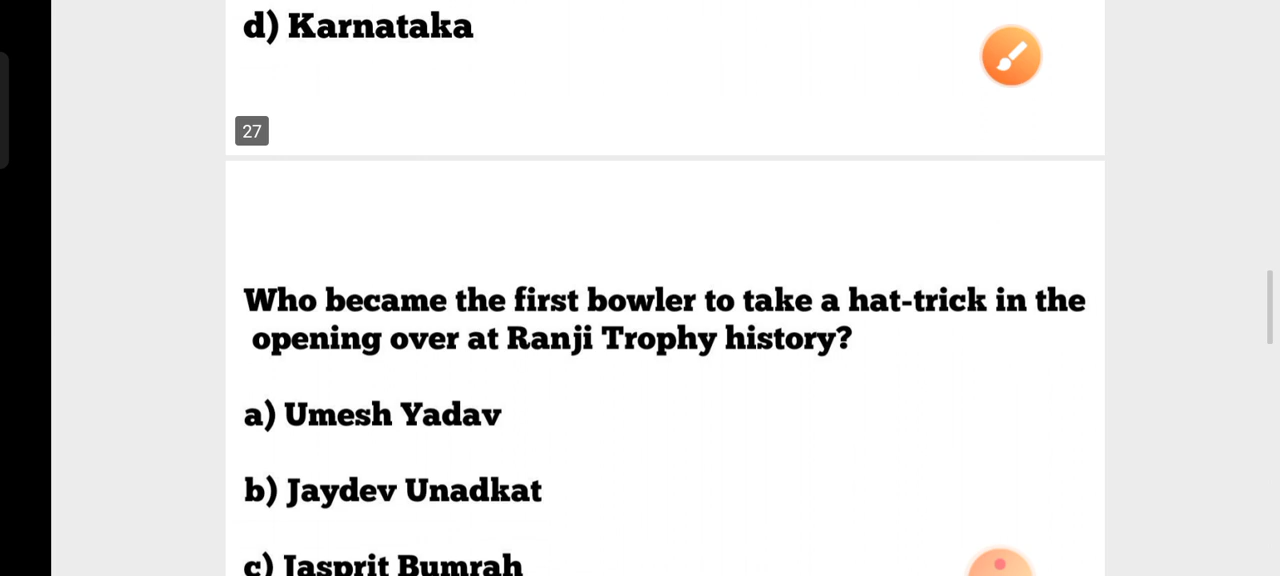 d) Karnataka
27
Who became the first bowler to take a hat-trick in the
opening over at Ranji Trophy history?
a) Umesh Yadav
b) Jaydev Unadkat
c) Jasprit Bumrah